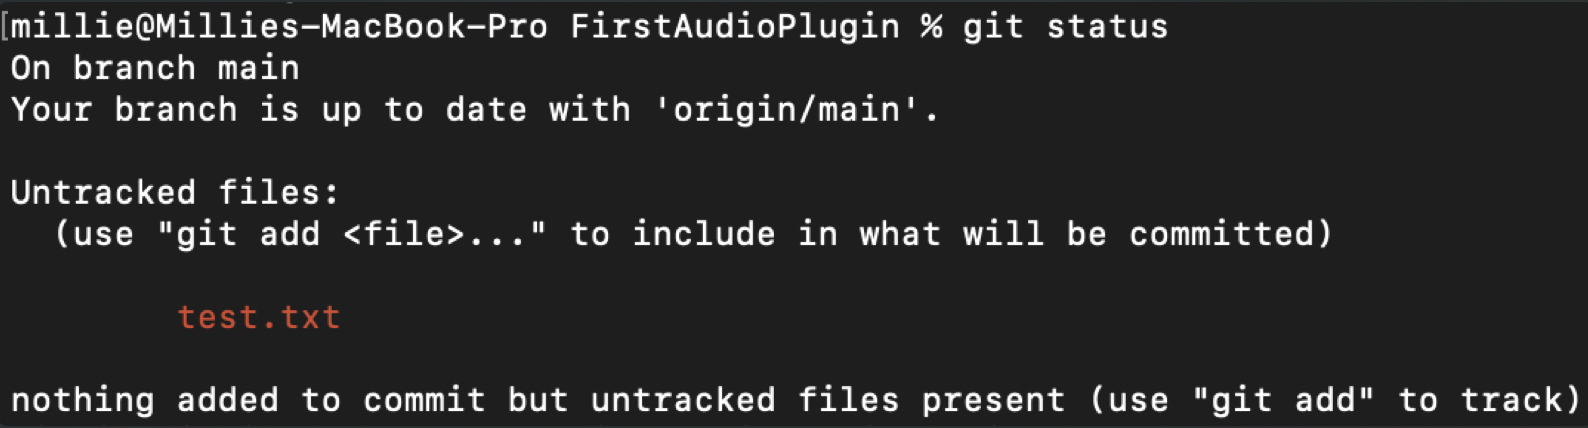 [millie@Millies-MacBook-Pro FirstAudioPlugin % git status
On branch main
Your branch is up to date with 'origin/main'.
Untracked files:
(use "git add <file>..." to include in what will be committed)
test.txt
nothing added to commit but untracked files present (use "git add" to track)